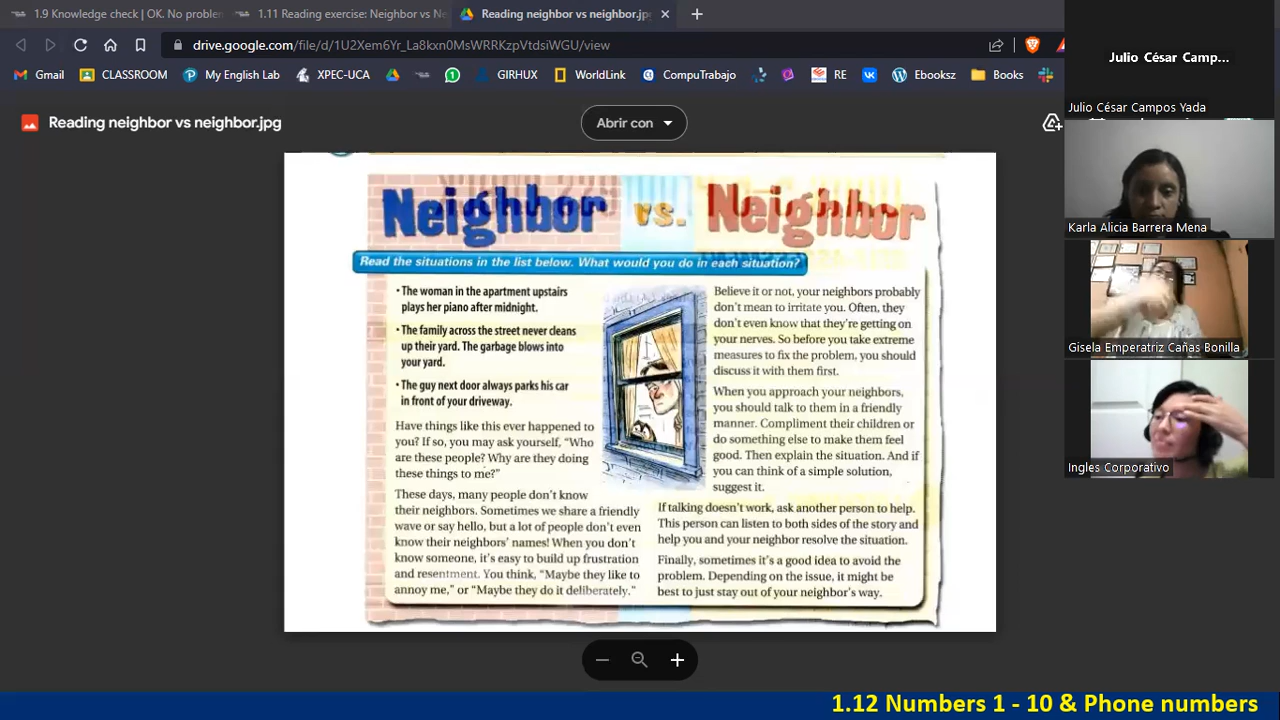 1.9 Knowledge check | OK. No problem
1.11 Reading exercise: Neighbor vs Ne
Reading neighbor vs neighbor.jpg
drive.google.com/file/d/1U2Xem6Yr_La8kxn0MsWRRKzpVtdsiWGU/view
Gmail
CLASSROOM
My English Lab
XPEC-UCA
GIRHUX
WorldLink
CompuTrabajo
RE
Ebooksz
Books
Reading neighbor vs neighbor.jpg
Abrir con
Neighbor vs. Neighbor
Read the situations in the list below. What would you do in each situation?
• The woman in the apartment upstairs
plays her piano after midnight.
• The family across the street never cleans
up their yard. The garbage blows into
your yard.
• The guy next door always parks his car
in front of your driveway.
Have things like this ever happened to
you? If so, you may ask yourself, “Who
are these people? Why are they doing
these things to me?”
These days, many people don’t know
their neighbors. Sometimes we share a friendly
wave or say hello, but a lot of people don’t even
know their neighbors’ names! When you don’t
know someone, it’s easy to build up frustration
and resentment. You think, “Maybe they like to
annoy me,” or “Maybe they do it deliberately.”
Believe it or not, your neighbors probably
don’t mean to irritate you. Often, they
don’t even know that they’re getting on
your nerves. So before you take extreme
measures to fix the problem, you should
discuss it with them first.
When you approach your neighbors,
you should talk to them in a friendly
manner. Compliment their children or
do something else to make them feel
good. Then explain the situation. And if
you can think of a simple solution,
suggest it.
If talking doesn’t work, ask another person to help.
This person can listen to both sides of the story and
help you and your neighbor resolve the situation.
Finally, sometimes it’s a good idea to avoid the
problem. Depending on the issue, it might be
best to just stay out of your neighbor’s way.
Julio César Camp...
Julio César Campos Yada
Karla Alicia Barrera Mena
Gisela Emperatriz Cañas Bonilla
Ingles Corporativo
1.12 Numbers 1 - 10 & Phone numbers